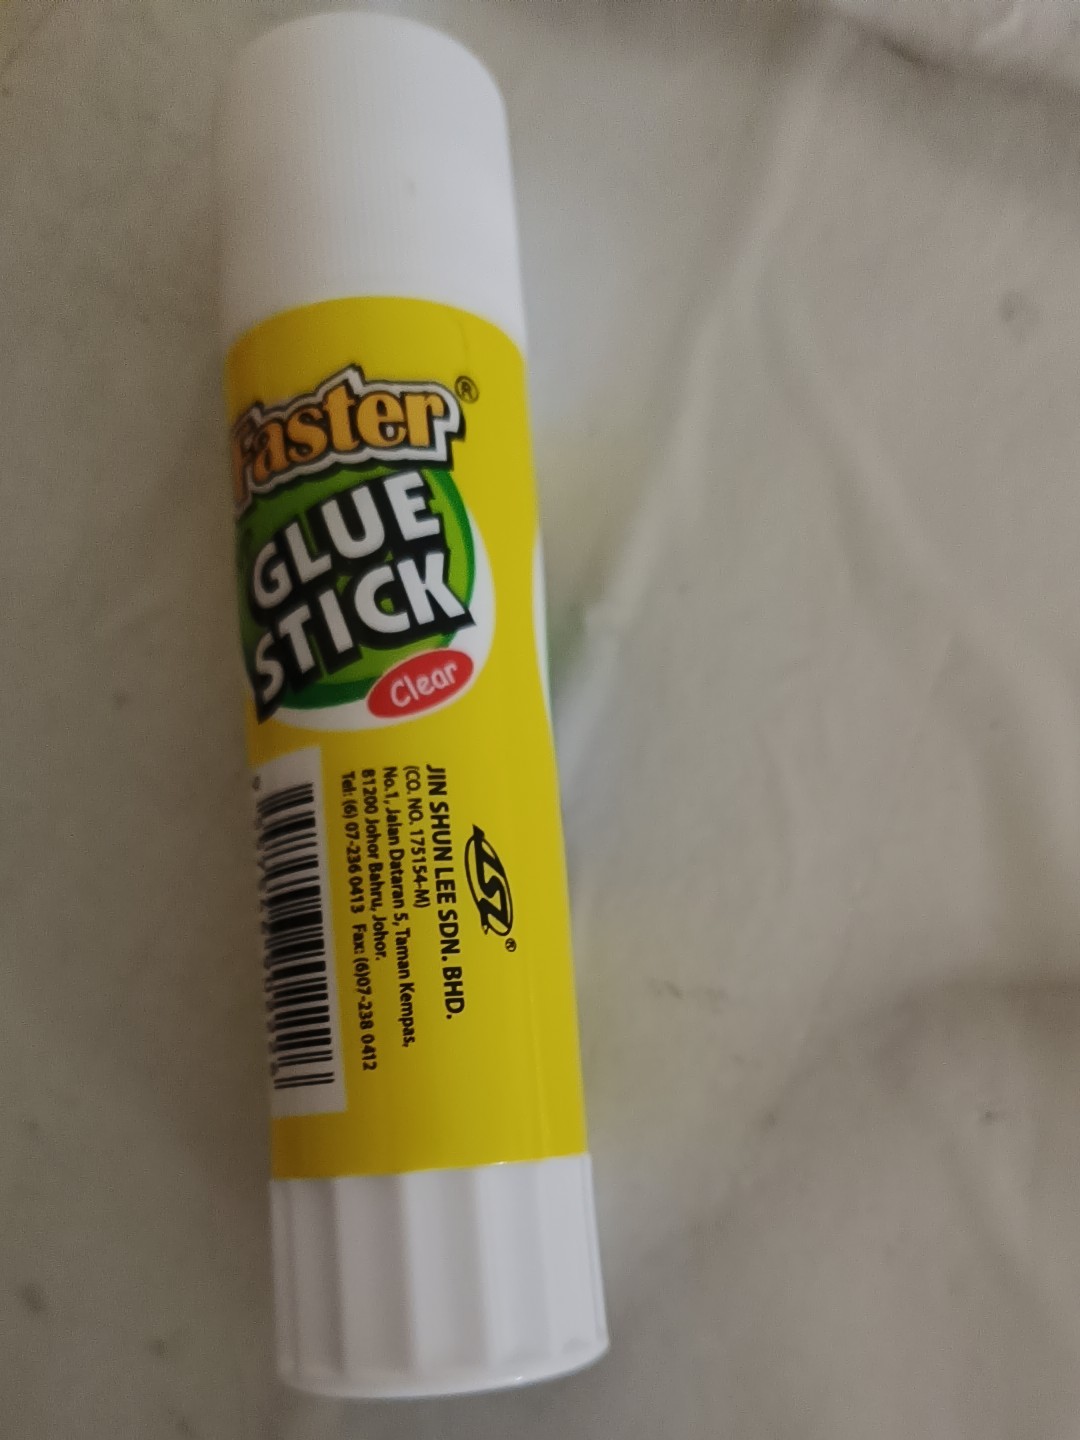 Faster®
GLUE
STICK
Clear
JSL®
JIN SHUN LEE SDN. BHD.
(CO. NO. 175154-M)
No.1, Jalan Dataran 5, Taman Kempas,
81200 Johor Bahru, Johor.
Tel: (6) 07-236 0413 Fax: (6)07-238 0412